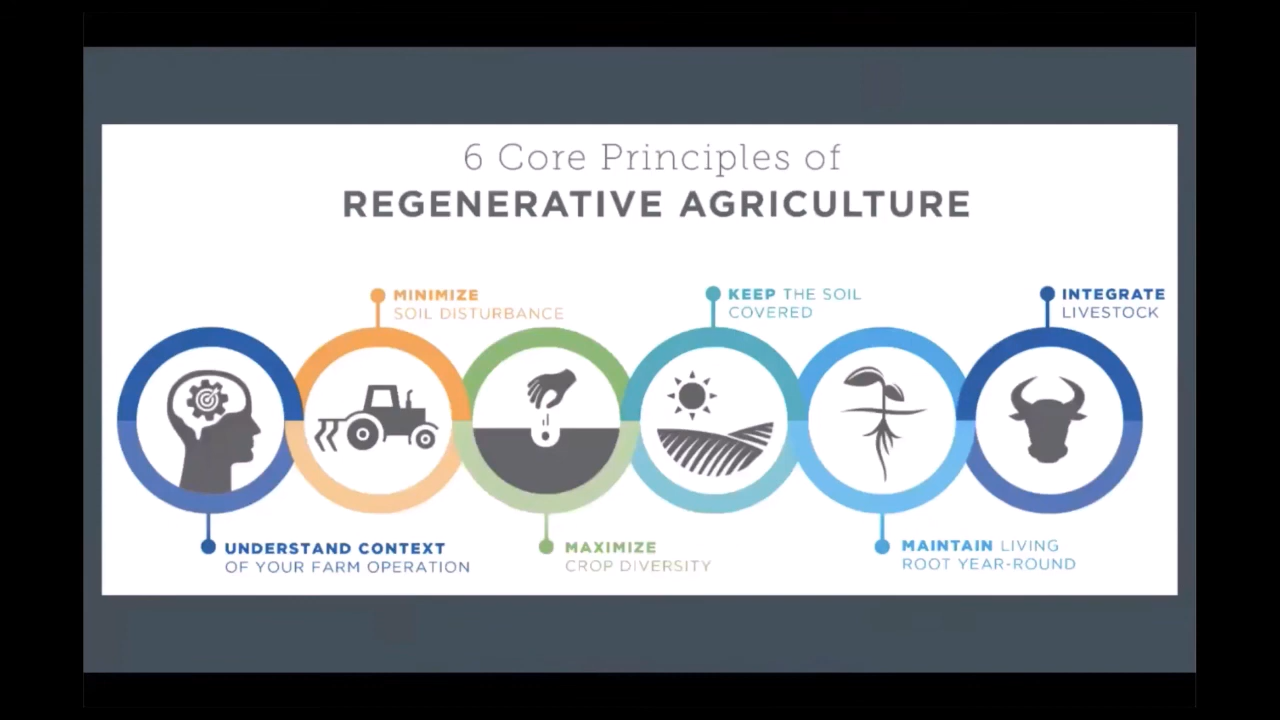 6 Core Principles of
REGENERATIVE AGRICULTURE
UNDERSTAND CONTEXT
OF YOUR FARM OPERATION
MINIMIZE
SOIL DISTURBANCE
MAXIMIZE
CROP DIVERSITY
KEEP THE SOIL
COVERED
MAINTAIN LIVING
ROOT YEAR-ROUND
INTEGRATE
LIVESTOCK